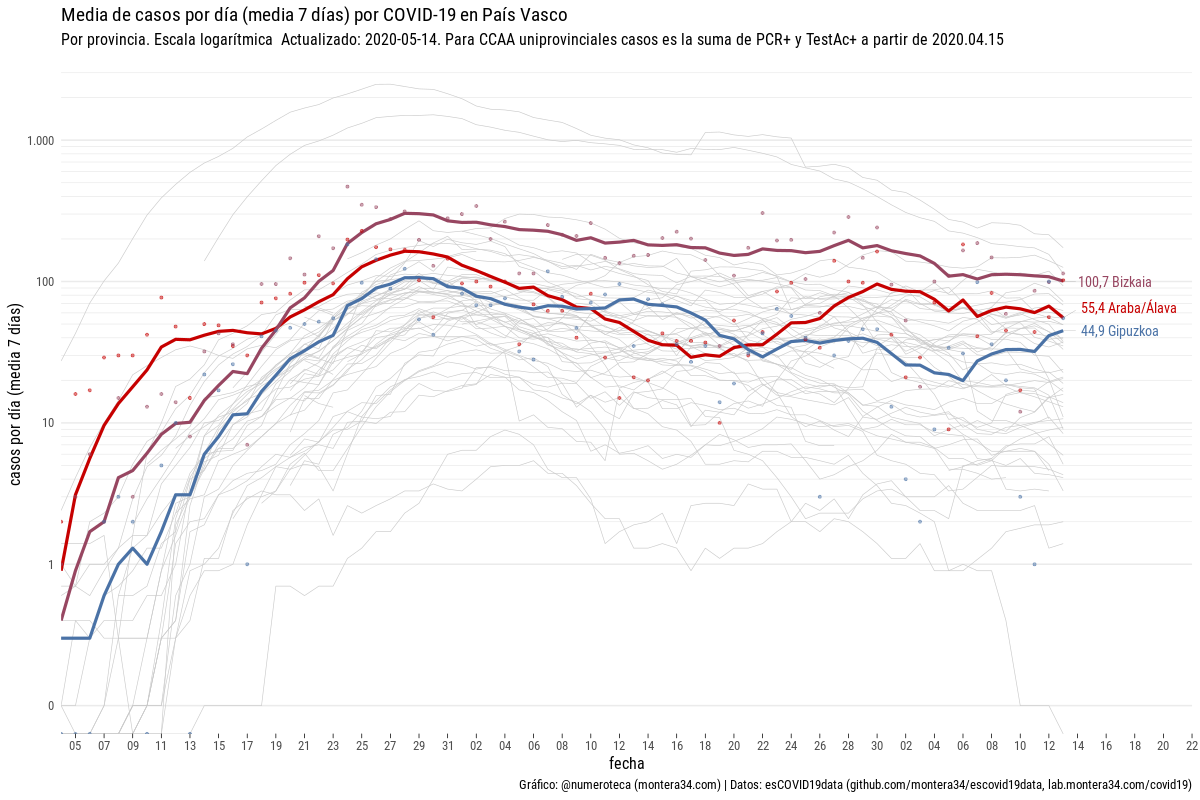 Media de casos por día (media 7 días) por COVID-19 en País Vasco
Por provincia. Escala logarítmica  Actualizado: 2020-05-14. Para CCAA uniprovinciales casos es la suma de PCR+ y TestAc+ a partir de 2020.04.15
casos por día (media 7 días)
1.000
100
10
1
0
100,7 Bizkaia
55,4 Araba/Álava
44,9 Gipuzkoa
05 07 09 11 13 15 17 19 21 23 25 27 29 31 02 04 06 08 10 12 14 16 18 20 22 24 26 28 30 02 04 06 08 10 12 14 16 18 20 22
fecha
Gráfico: @numeroteca (montera34.com) | Datos: esCOVID19data (github.com/montera34/escovid19data, lab.montera34.com/covid19)